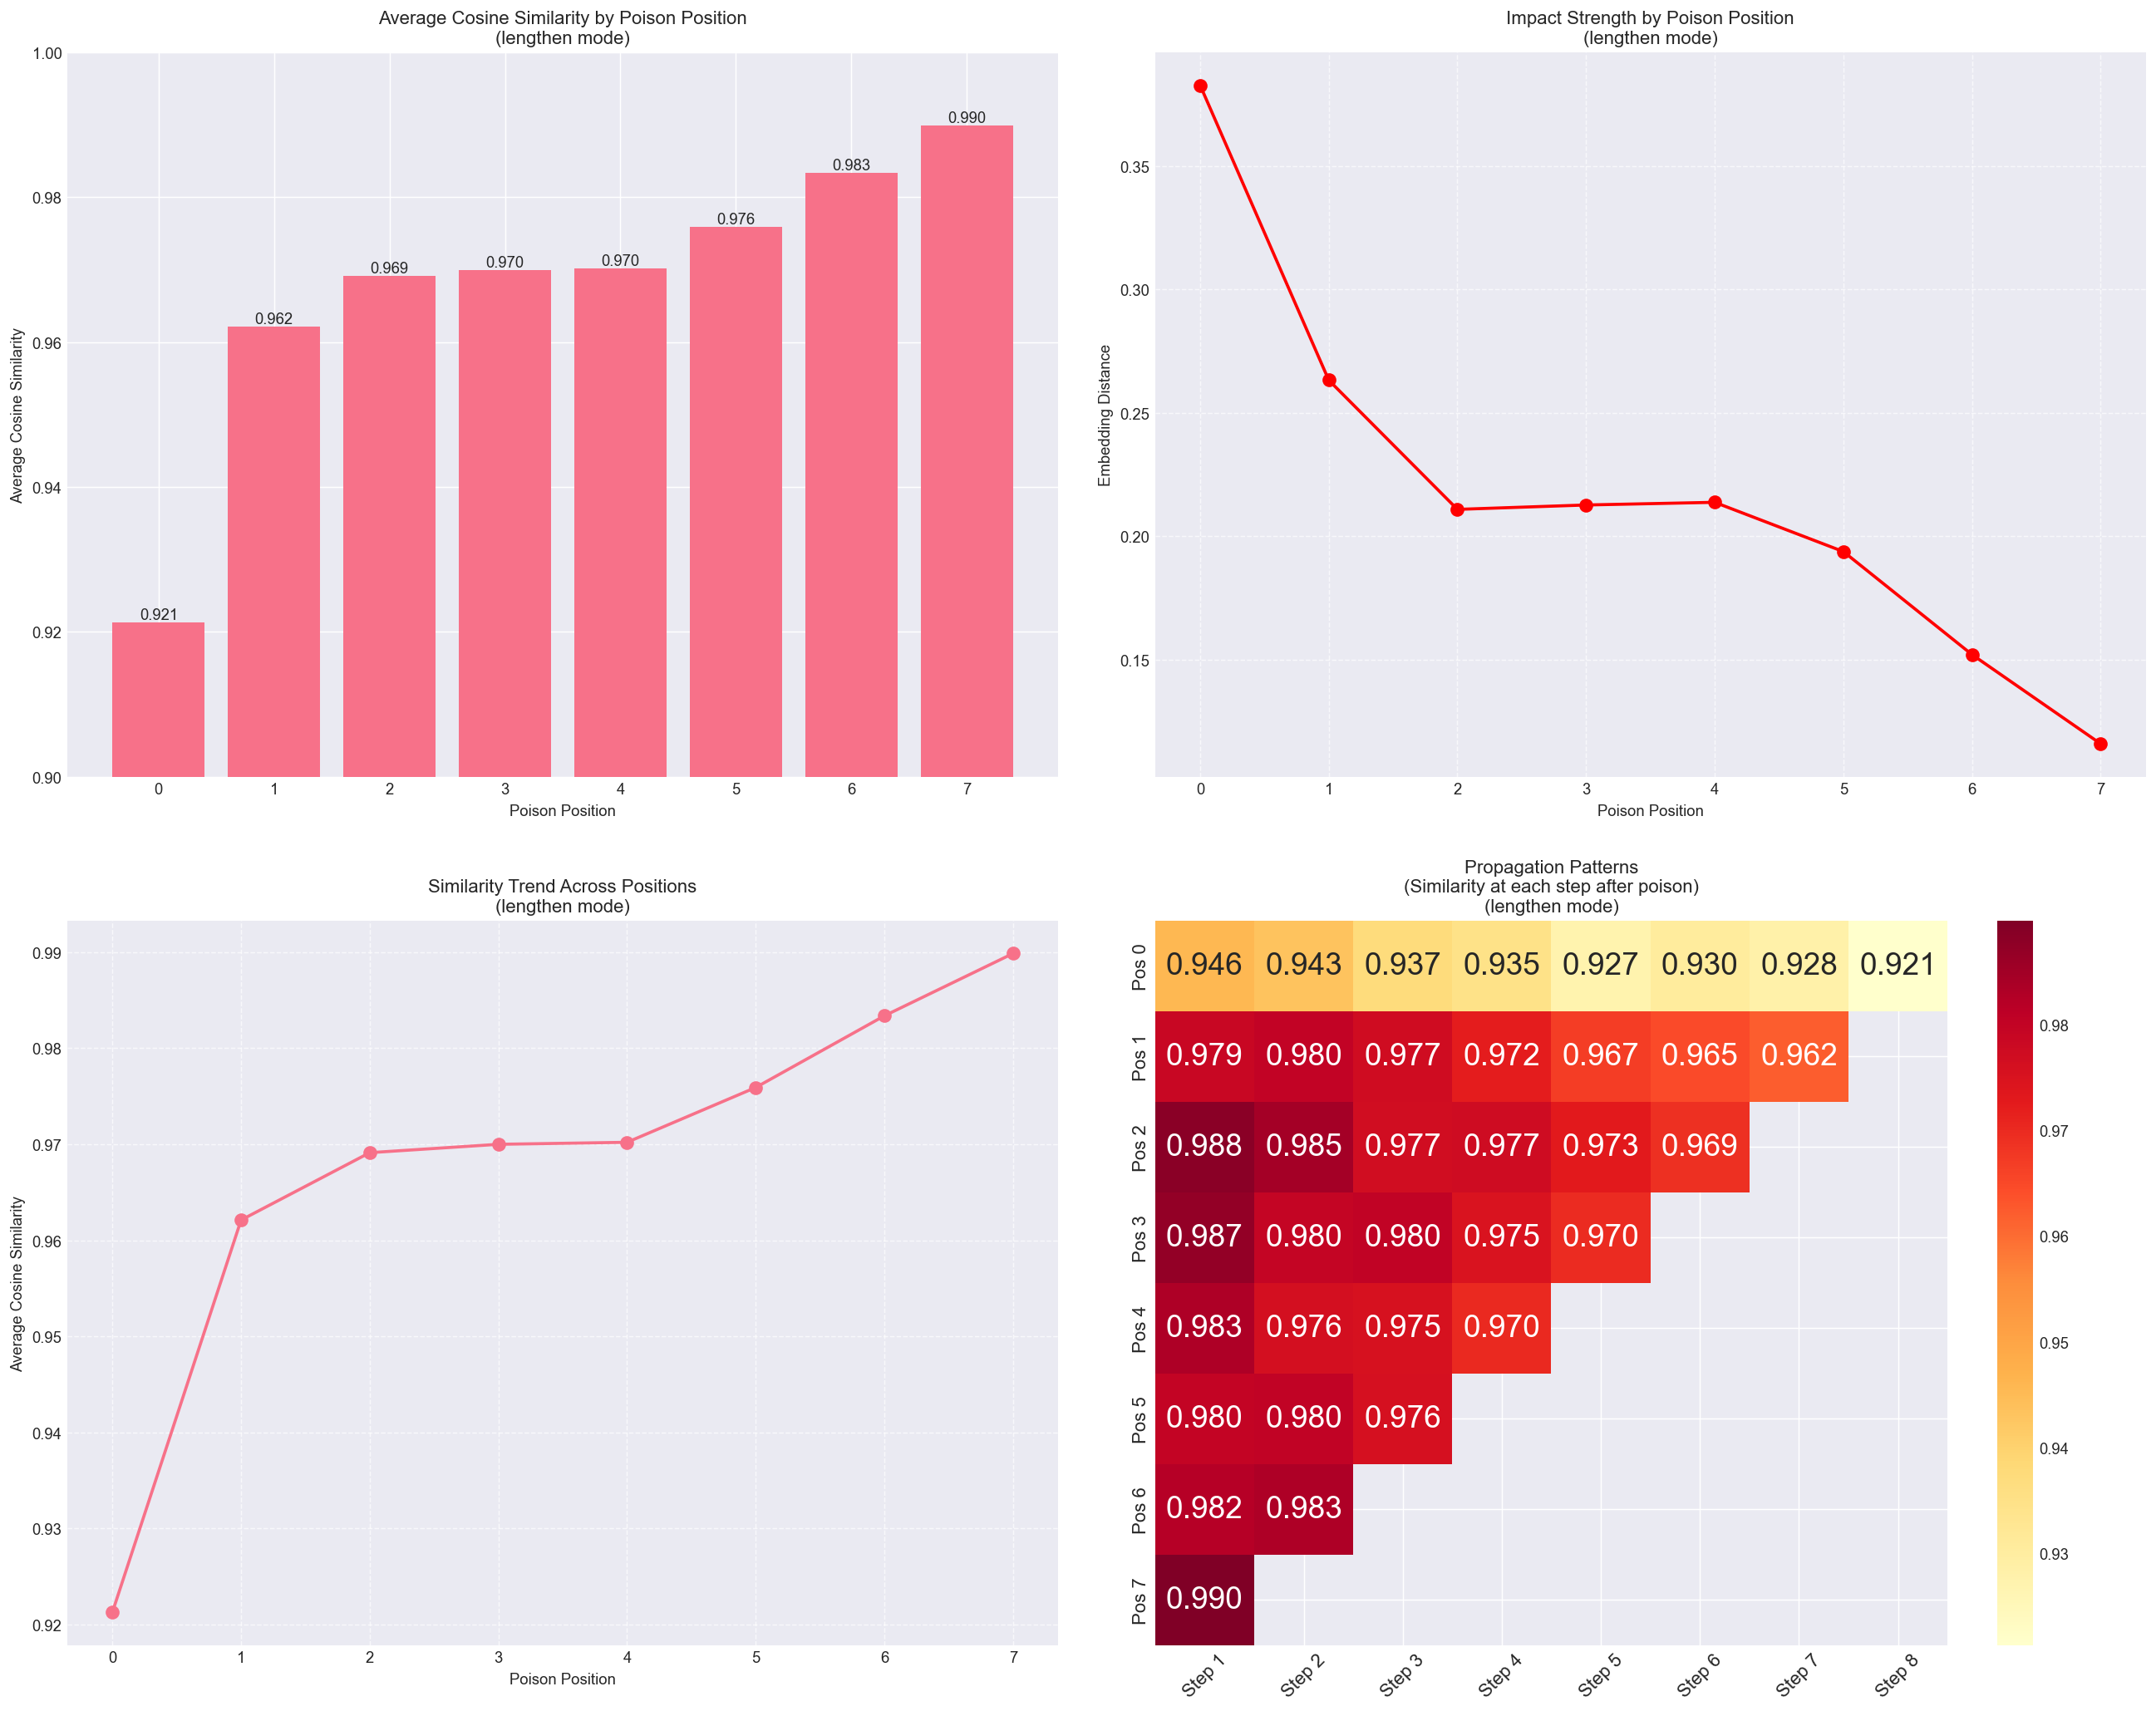 Average Cosine Similarity by Poison Position
(lengthen mode)
Average Cosine Similarity
1.00
0.98
0.96
0.94
0.92
0.90
0.921
0.962
0.969
0.970
0.970
0.976
0.983
0.990
0 1 2 3 4 5 6 7
Poison Position
Impact Strength by Poison Position
(lengthen mode)
Embedding Distance
0.35
0.30
0.25
0.20
0.15
0 1 2 3 4 5 6 7
Poison Position
Similarity Trend Across Positions
(lengthen mode)
Average Cosine Similarity
0.99
0.98
0.97
0.96
0.95
0.94
0.93
0.92
0 1 2 3 4 5 6 7
Poison Position
Propagation Patterns
(Similarity at each step after poison)
(lengthen mode)
Pos 0 0.946 0.943 0.937 0.935 0.927 0.930 0.928 0.921
Pos 1 0.979 0.980 0.977 0.972 0.967 0.965 0.962
Pos 2 0.988 0.985 0.977 0.977 0.973 0.969
Pos 3 0.987 0.980 0.980 0.975 0.970
Pos 4 0.983 0.976 0.975 0.970
Pos 5 0.980 0.980 0.976
Pos 6 0.982 0.983
Pos 7 0.990
Step 1 Step 2 Step 3 Step 4 Step 5 Step 6 Step 7 Step 8
0.98
0.97
0.96
0.95
0.94
0.93